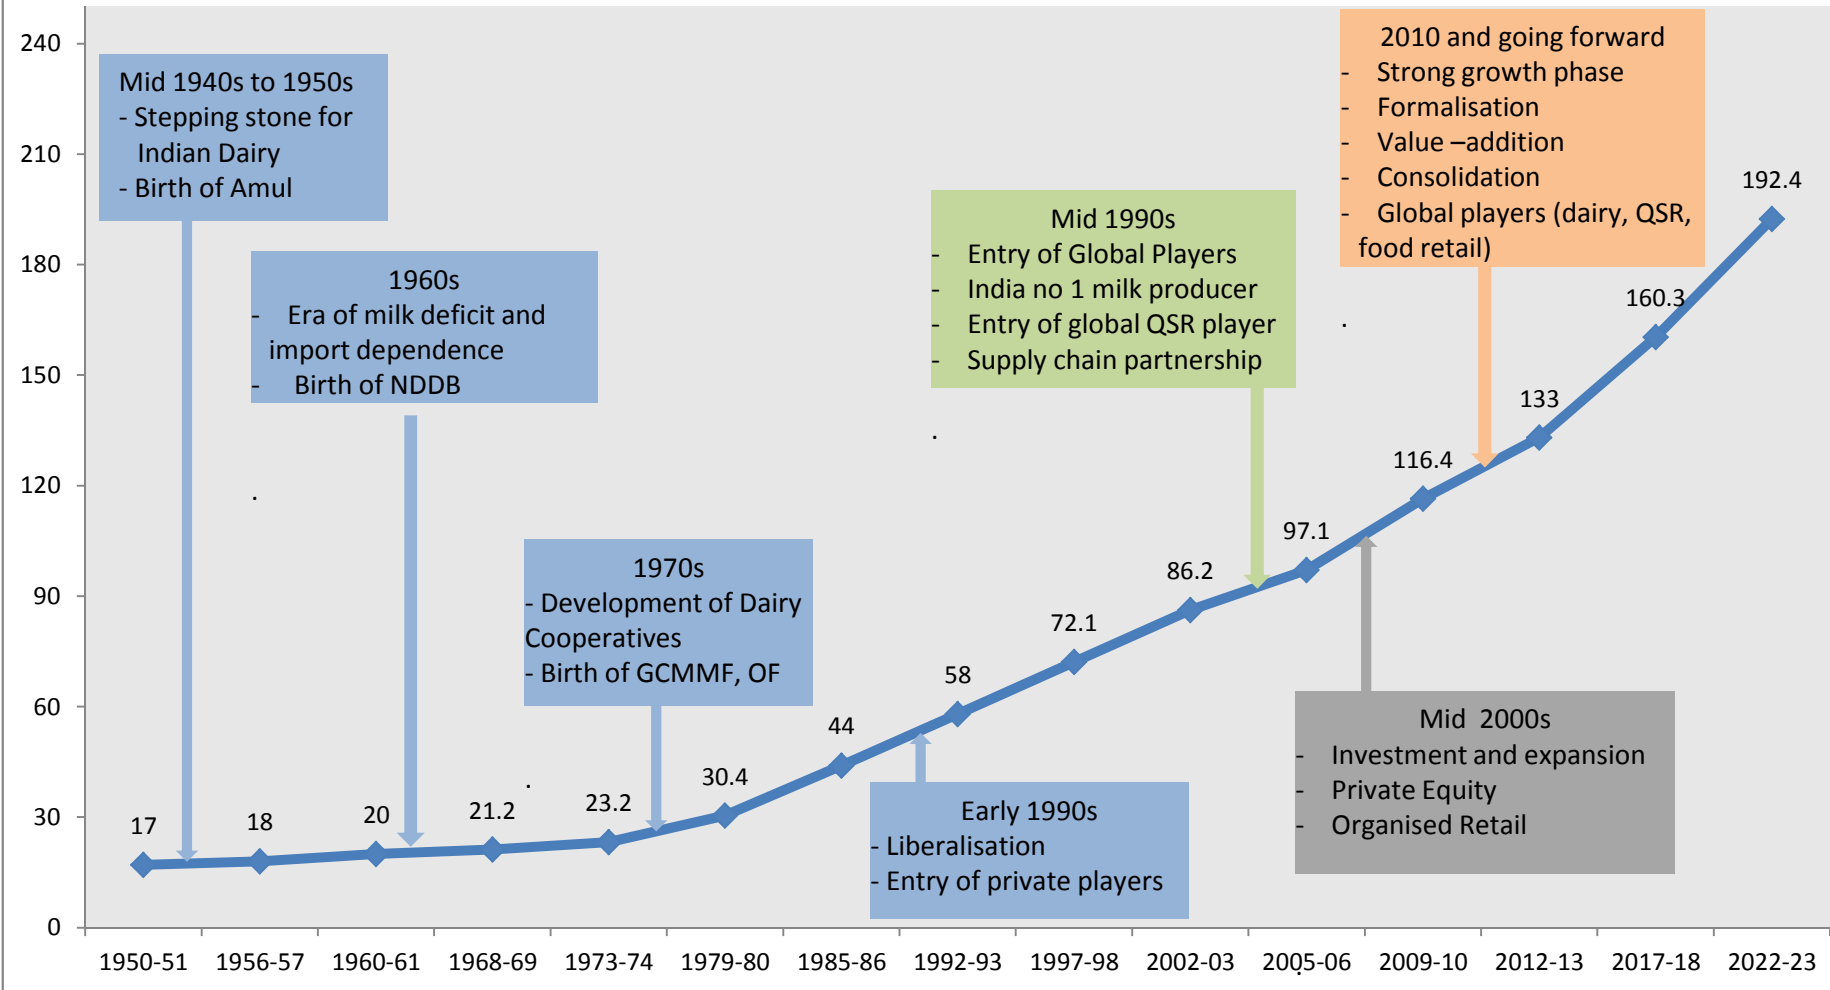 240
210
180
150
120
90
60
30
0
Mid 1940s to 1950s
- Stepping stone for
Indian Dairy
- Birth of Amul
1960s
- Era of milk deficit and
import dependence
- Birth of NDDB
1970s
- Development of Dairy
Cooperatives
- Birth of GCMMF, OF
Early 1990s
- Liberalisation
- Entry of private players
Mid 1990s
- Entry of Global Players
- India no 1 milk producer
- Entry of global QSR player
- Supply chain partnership
Mid 2000s
- Investment and expansion
- Private Equity
- Organised Retail
2010 and going forward
- Strong growth phase
- Formalisation
- Value –addition
- Consolidation
- Global players (dairy, QSR,
food retail)
17
18
20
21.2
23.2
30.4
44
58
72.1
86.2
97.1
116.4
133
160.3
192.4
1950-51 1956-57 1960-61 1968-69 1973-74 1979-80 1985-86 1992-93 1997-98 2002-03 2005-06 2009-10 2012-13 2017-18 2022-23